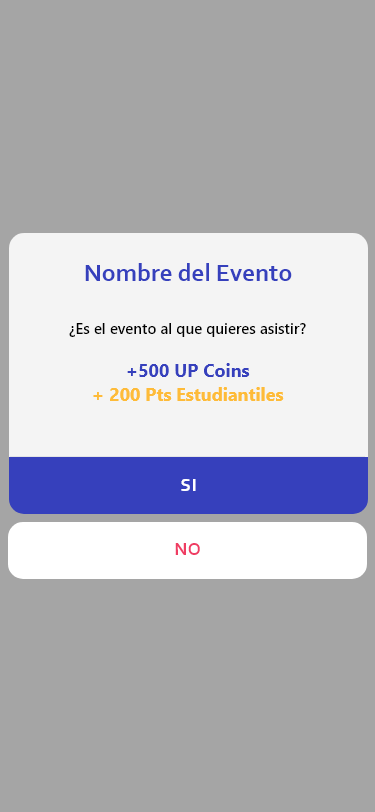 Nombre del Evento
¿Es el evento al que quieres asistir?
+500 UP Coins
+ 200 Pts Estudiantiles
SI
NO